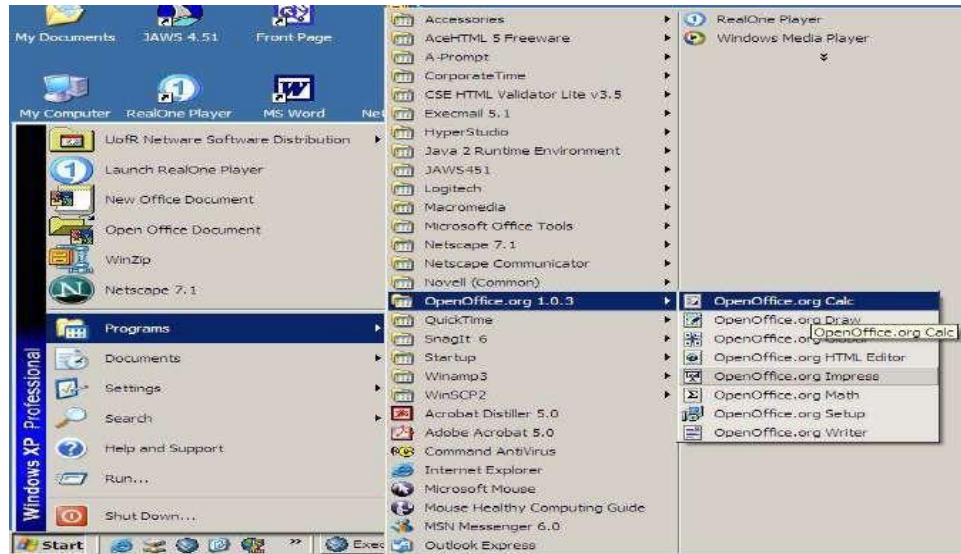 My Documents
JAWS 4.51
Front Page
My Computer
RealOne Player
MS Word
Net
UofR Netware Software Distribution
Launch RealOne Player
New Office Document
Open Office Document
WinZip
Netscape 7.1
Programs
Documents
Settings
Search
Help and Support
Run...
Shut Down...
Windows XP Professional
Start
»
Exec
Accessories
AceHTML 5 Freeware
A-Prompt
CorporateTime
CSE HTML Validator Lite v3.5
Execmail 5.1
HyperStudio
Java 2 Runtime Environment
JAWS451
Logitech
Macromedia
Microsoft Office Tools
Netscape 7.1
Netscape Communicator
Novell (Common)
OpenOffice.org 1.0.3
QuickTime
SnagIt 6
Startup
Winamp3
WinSCP2
Acrobat Distiller 5.0
Adobe Acrobat 5.0
Command AntiVirus
Internet Explorer
Microsoft Mouse
Mouse Healthy Computing Guide
MSN Messenger 6.0
Outlook Express
RealOne Player
Windows Media Player
OpenOffice.org Calc
OpenOffice.org Draw
OpenOffice.org Calc
OpenOffice.org Global
OpenOffice.org HTML Editor
OpenOffice.org Impress
OpenOffice.org Math
OpenOffice.org Setup
OpenOffice.org Writer